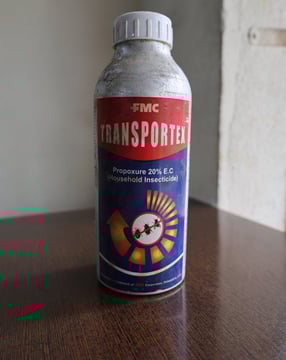 FMC
TRANSPORTEX
Propoxure 20% E.C
(Household Insecticide)